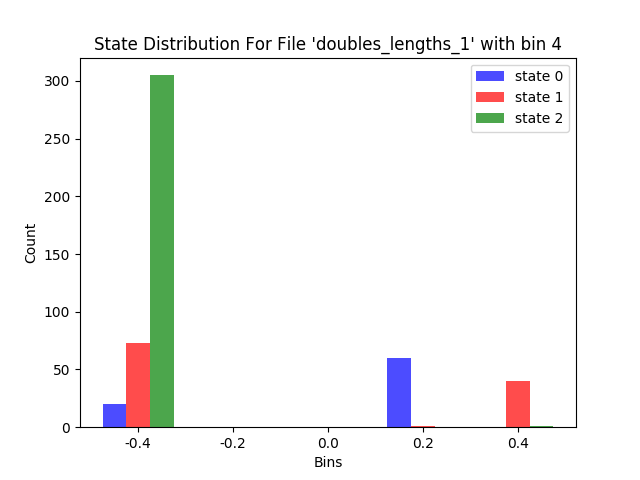 State Distribution For File 'doubles_lengths_1' with bin 4
state 0
state 1
state 2
300
250
200
150
100
50
0
Count
-0.4
-0.2
0.0
0.2
0.4
Bins